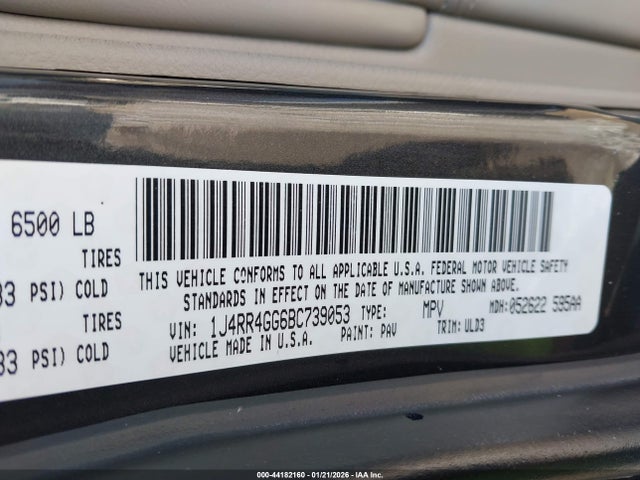 6500 LB
TIRES
33 PSI) COLD
TIRES
33 PSI) COLD
THIS VEHICLE CONFORMS TO ALL APPLICABLE U.S.A. FEDERAL MOTOR VEHICLE SAFETY
STANDARDS IN EFFECT ON THE DATE OF MANUFACTURE SHOWN ABOVE.
VIN: 1J4RR4GG6BC739053 TYPE: MPV MDH:052622 595AA
VEHICLE MADE IN U.S.A. PAINT: PAV TRIM: ULD3
000-44182160 - 01/21/2026 - IAA Inc.